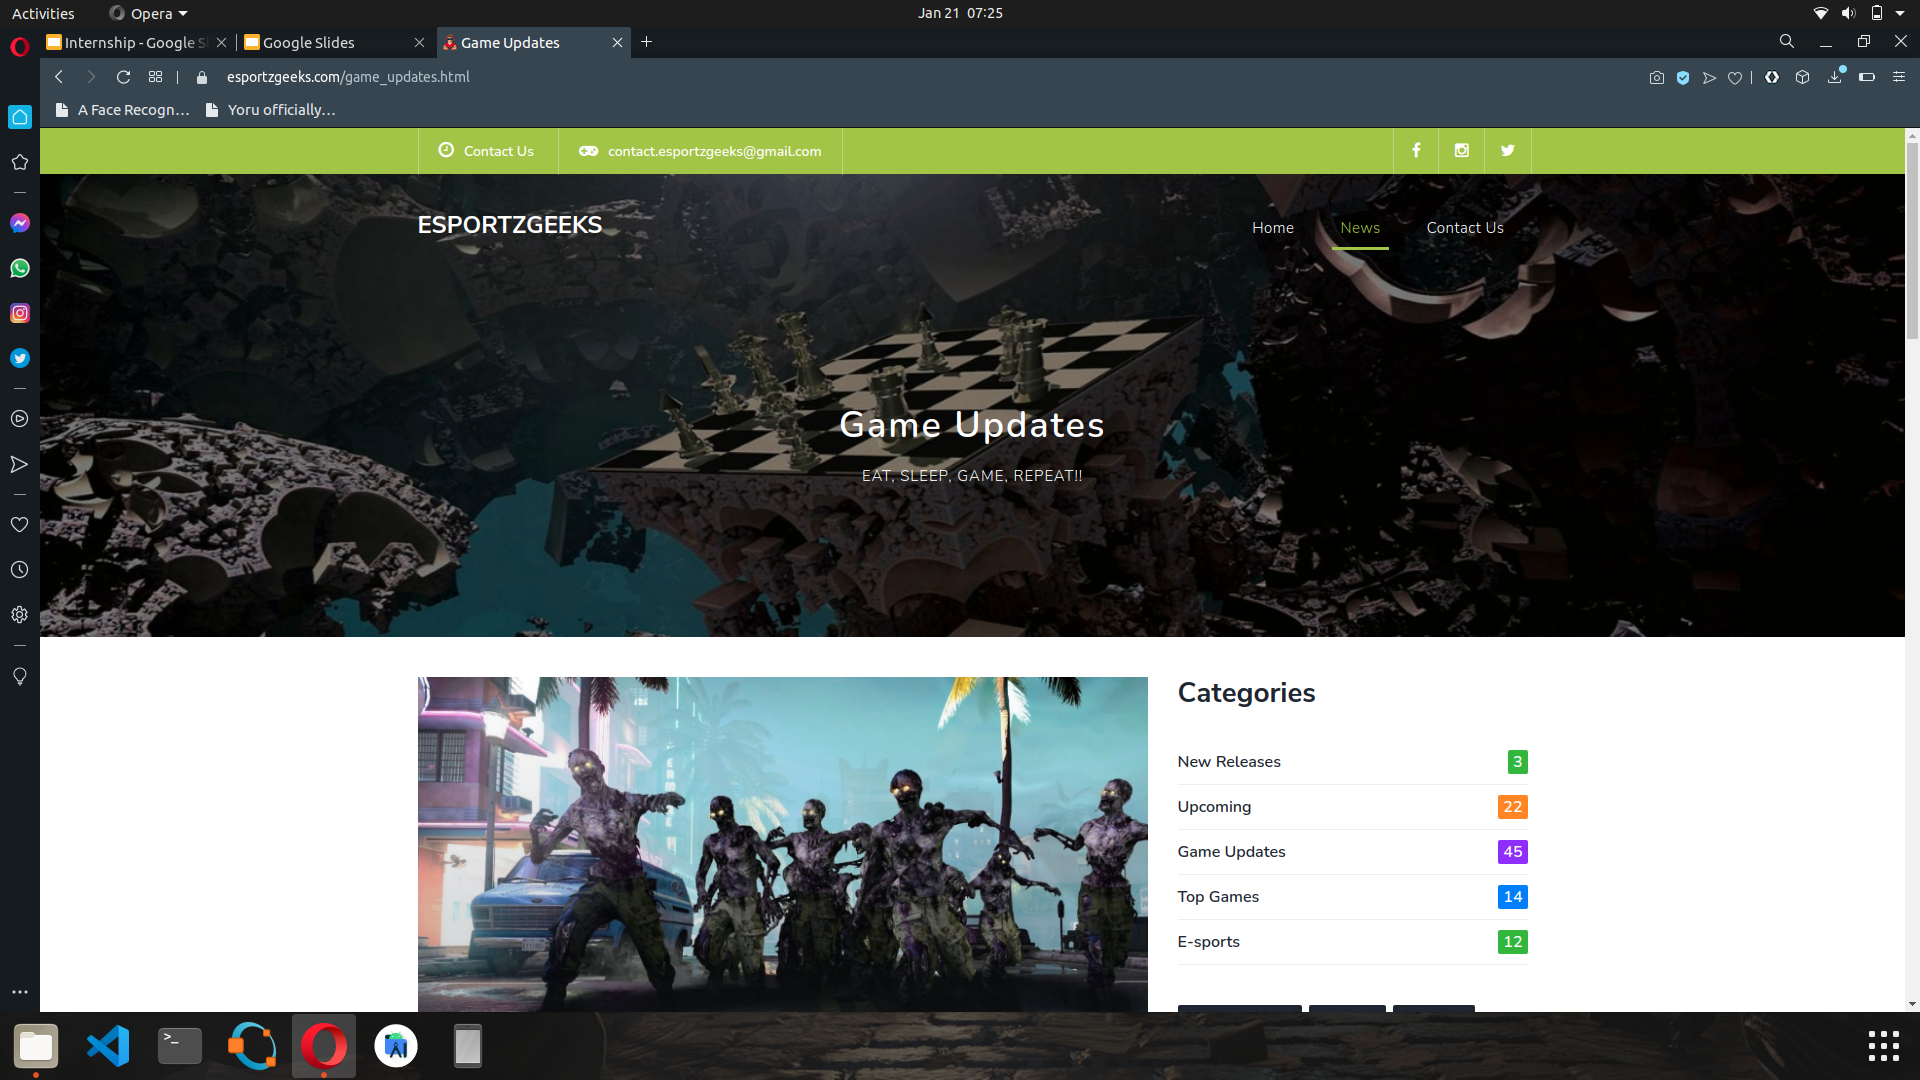 Activities
Opera
Jan 21 07:25
Internship - Google S
Google Slides
Game Updates
esportzgeeks.com/game_updates.html
A Face Recogn...
Yoru officially...
Contact Us
contact.esportzgeeks@gmail.com
ESPORTZGEEKS
Home
News
Contact Us
Game Updates
EAT, SLEEP, GAME, REPEAT!!
Categories
New Releases 3
Upcoming 22
Game Updates 45
Top Games 14
E-sports 12